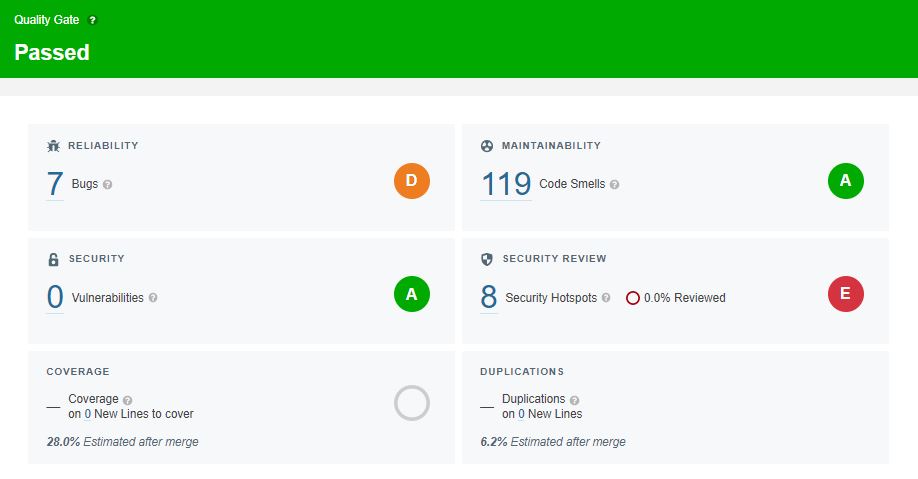 Quality Gate ?
Passed
RELIABILITY
7 Bugs ?
D
MAINTAINABILITY
119 Code Smells ?
A
SECURITY
0 Vulnerabilities ?
A
SECURITY REVIEW
8 Security Hotspots ? 0.0% Reviewed
E
COVERAGE
— Coverage ?
on 0 New Lines to cover
28.0% Estimated after merge
DUPLICATIONS
— Duplications ?
on 0 New Lines
6.2% Estimated after merge